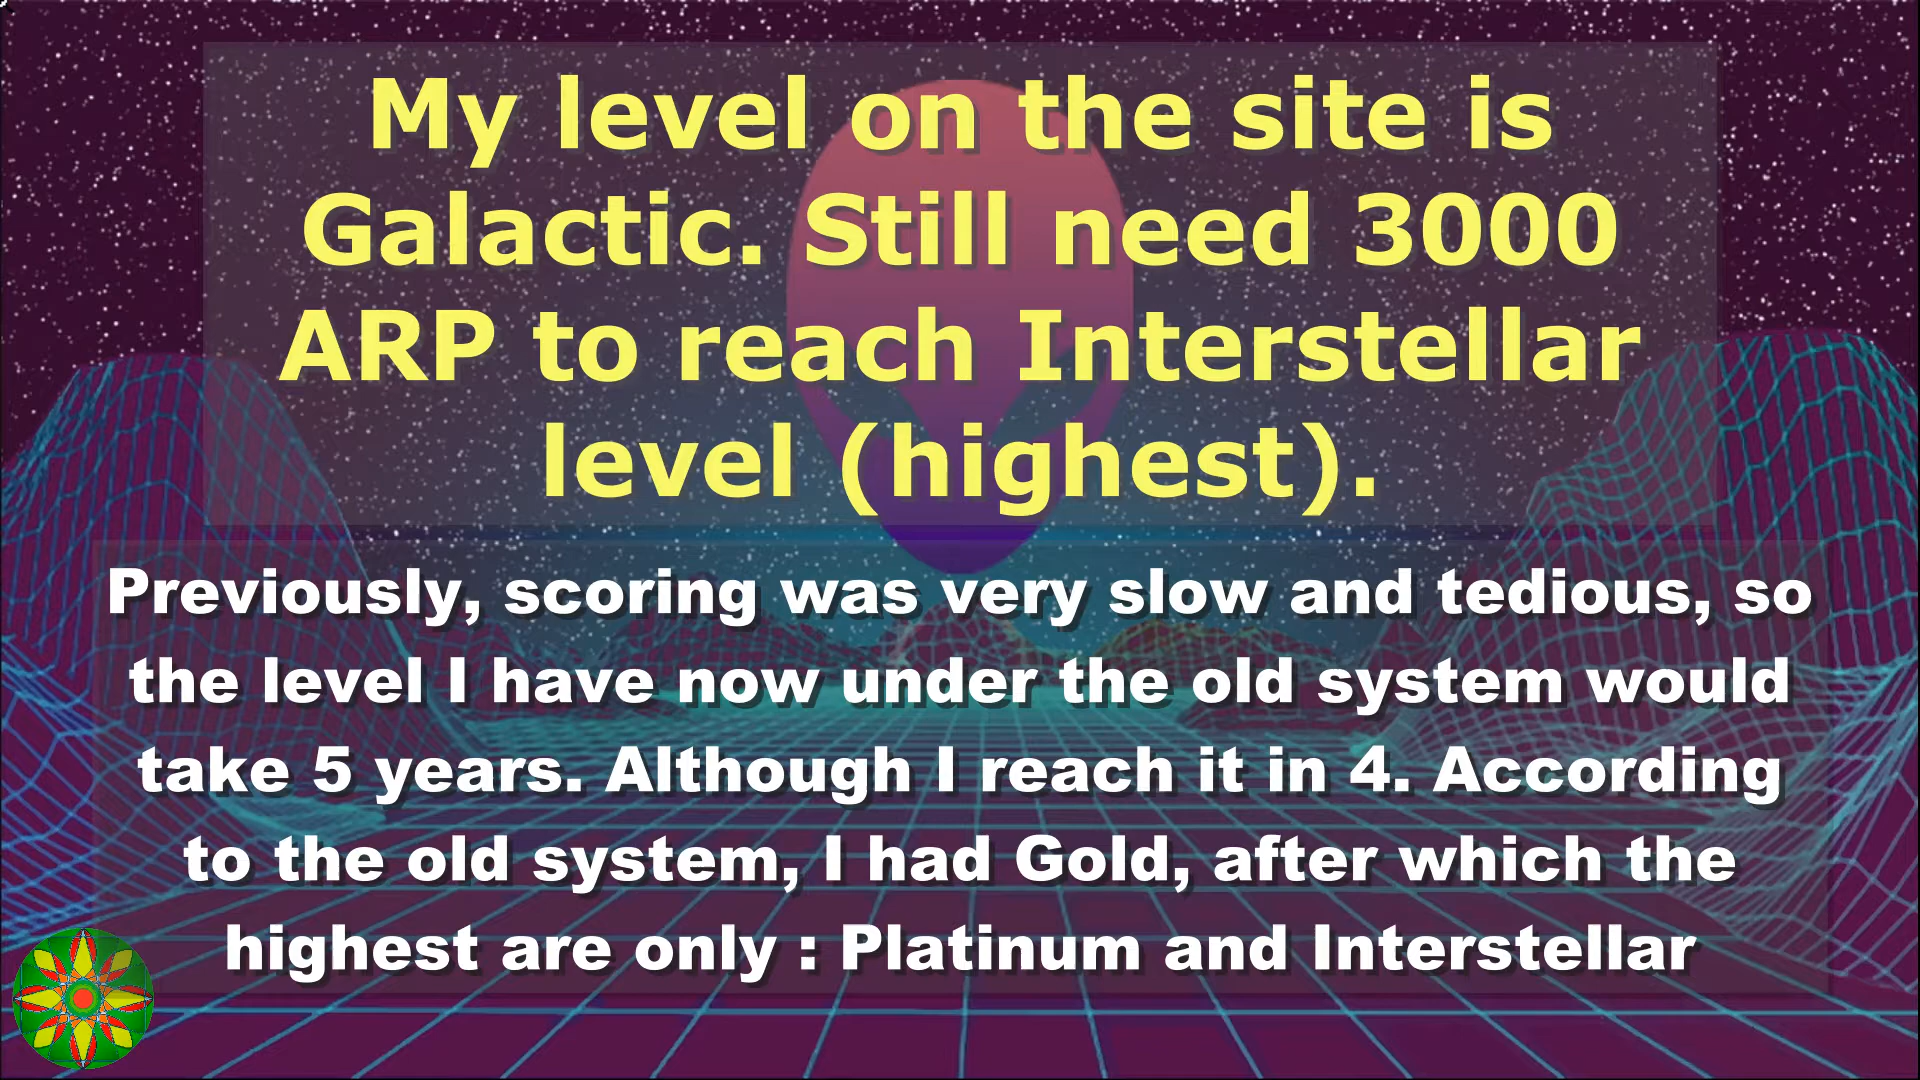 My level on the site is
Galactic. Still need 3000
ARP to reach Interstellar
level (highest).
Previously, scoring was very slow and tedious, so
the level I have now under the old system would
take 5 years. Although I reach it in 4. According
to the old system, I had Gold, after which the
highest are only : Platinum and Interstellar